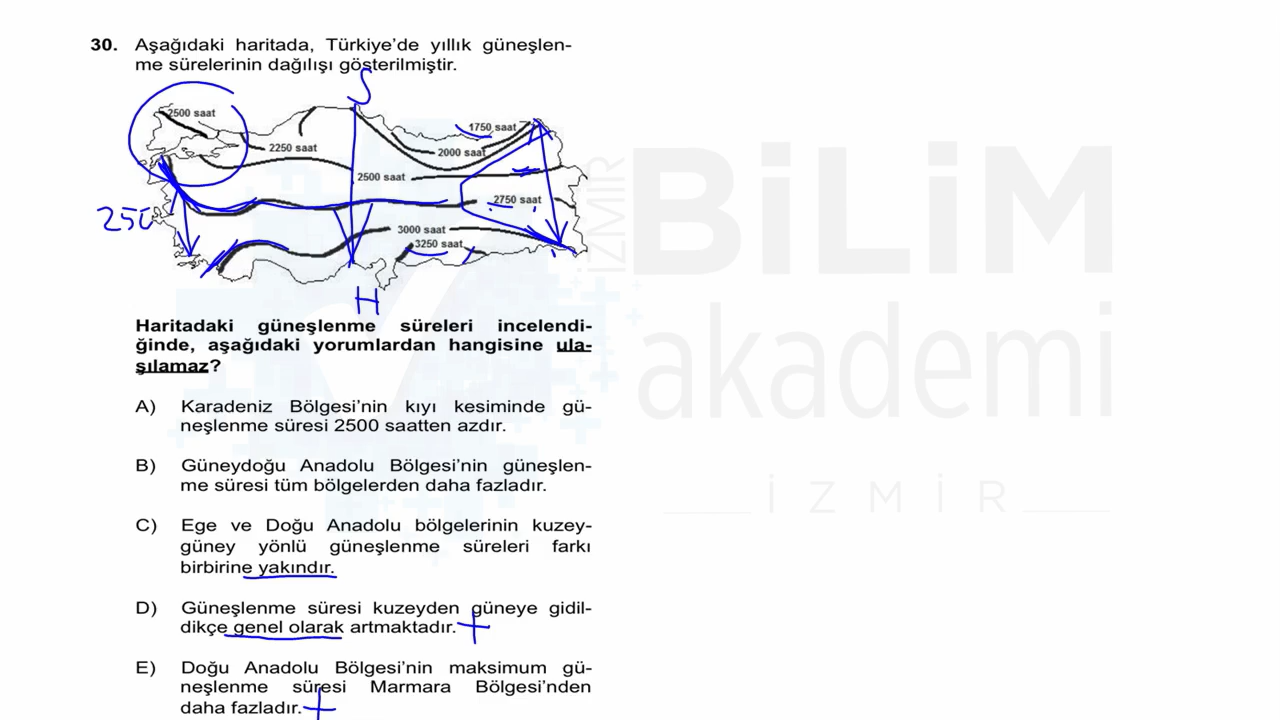 30. Aşağıdaki haritada, Türkiye'de yıllık güneşlen-
me sürelerinin dağılışı gösterilmiştir.
S
2500 saat
1750 saat
2250 saat
2000 saat
2500 saat
2750 saat
250
3000 saat
3250 saat
H
Haritadaki güneşlenme süreleri incelendi-
ğinde, aşağıdaki yorumlardan hangisine ula-
şılamaz?
A) Karadeniz Bölgesi'nin kıyı kesiminde gü-
neşlenme süresi 2500 saatten azdır.
B) Güneydoğu Anadolu Bölgesi'nin güneşlen-
me süresi tüm bölgelerden daha fazladır.
C) Ege ve Doğu Anadolu bölgelerinin kuzey-
güney yönlü güneşlenme süreleri farkı
birbirine yakındır.
D) Güneşlenme süresi kuzeyden güneye gidil-
dikçe genel olarak artmaktadır. +
E) Doğu Anadolu Bölgesi'nin maksimum gü-
neşlenme süresi Marmara Bölgesi'nden
daha fazladır. +
BiLiM
akademi
İZMİR
İZMİR